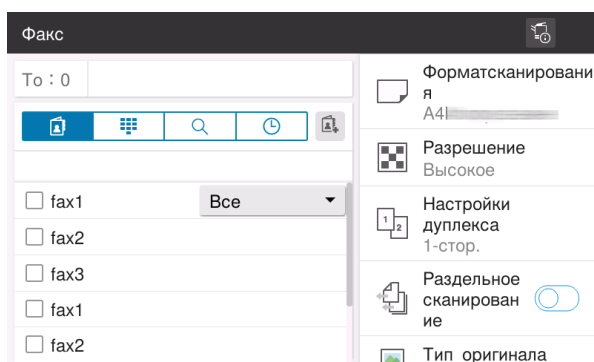 Факс
To : 0
fax1
Все
fax2
fax3
fax1
fax2
Форматсканировани
я
A4
Разрешение
Высокое
Настройки
дуплекса
1-стор.
Раздельное
сканирован
ие
Тип оригинала